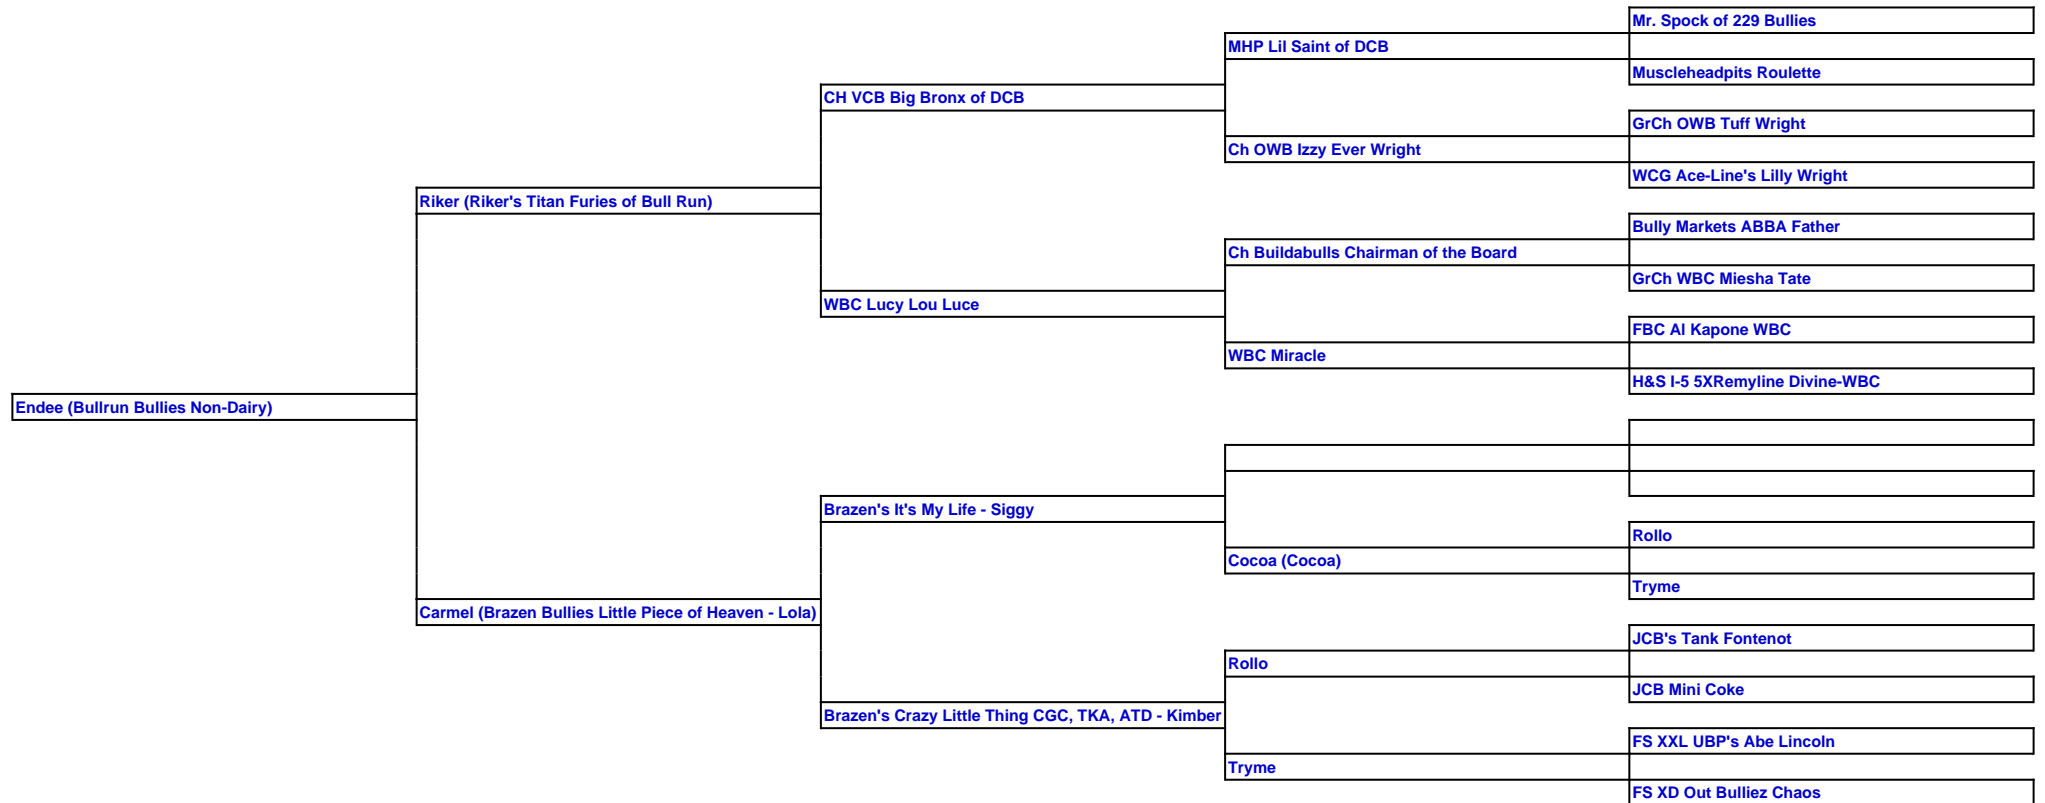 Mr. Spock of 229 Bullies
MHP Lil Saint of DCB
Muscleheadpits Roulette
CH VCB Big Bronx of DCB
GrCh OWB Tuff Wright
Ch OWB Izzy Ever Wright
WCG Ace-Line's Lilly Wright
Riker (Riker's Titan Furies of Bull Run)
Bully Markets ABBA Father
Ch Buildabulls Chairman of the Board
GrCh WBC Miesha Tate
WBC Lucy Lou Luce
FBC Al Kapone WBC
WBC Miracle
H&S I-5 5XRemyline Divine-WBC
Endee (Bullrun Bullies Non-Dairy)
Brazen's It's My Life - Siggy
Rollo
Cocoa (Cocoa)
Tryme
Carmel (Brazen Bullies Little Piece of Heaven - Lola)
JCB's Tank Fontenot
Rollo
JCB Mini Coke
Brazen's Crazy Little Thing CGC, TKA, ATD - Kimber
FS XXL UBP's Abe Lincoln
Tryme
FS XD Out Bulliez Chaos